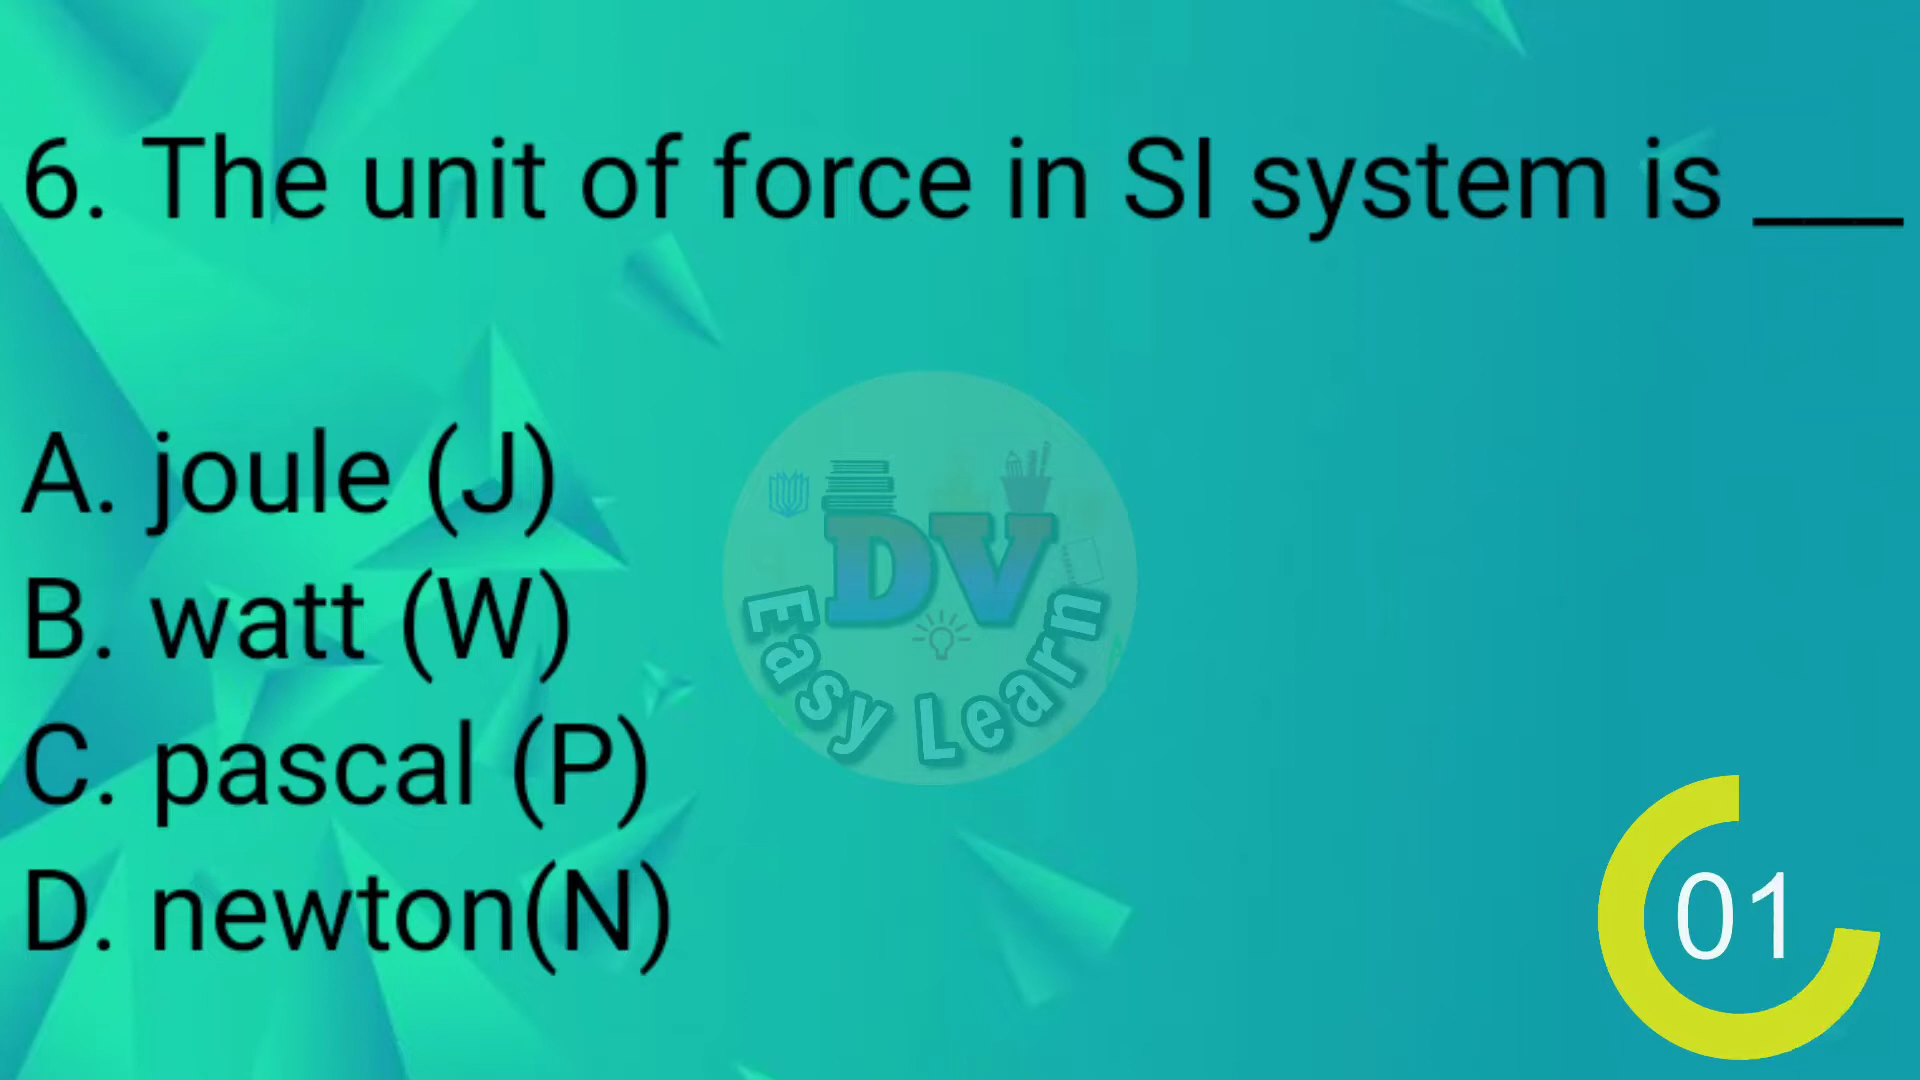 6. The unit of force in SI system is ___
A. joule (J)
B. watt (W)
C. pascal (P)
D. newton(N)
DV
Easy Learn
01